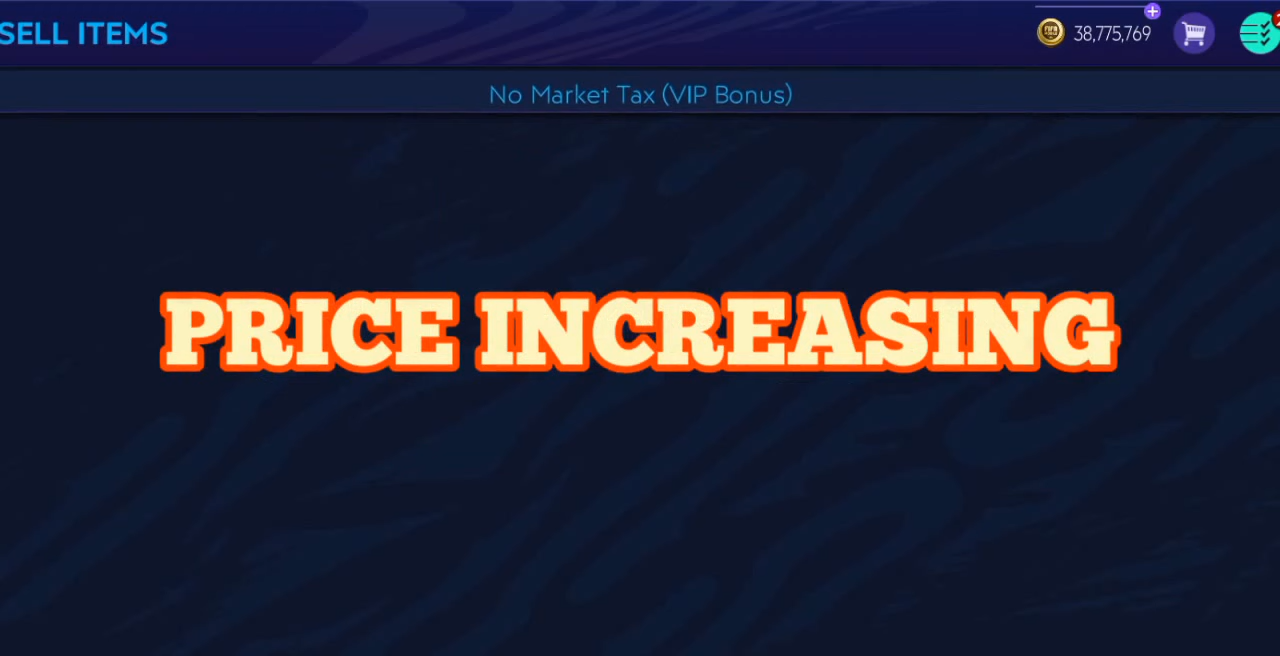 SELL ITEMS
38,775,769
No Market Tax (VIP Bonus)
PRICE INCREASING